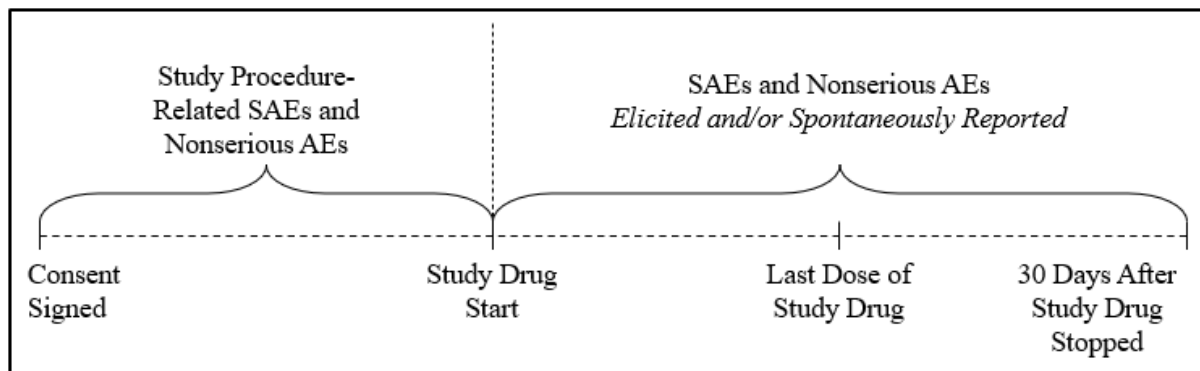 Study Procedure-
Related SAEs and
Nonserious AEs
SAEs and Nonserious AEs
Elicited and/or Spontaneously Reported
Consent
Signed
Study Drug
Start
Last Dose of
Study Drug
30 Days After
Study Drug
Stopped